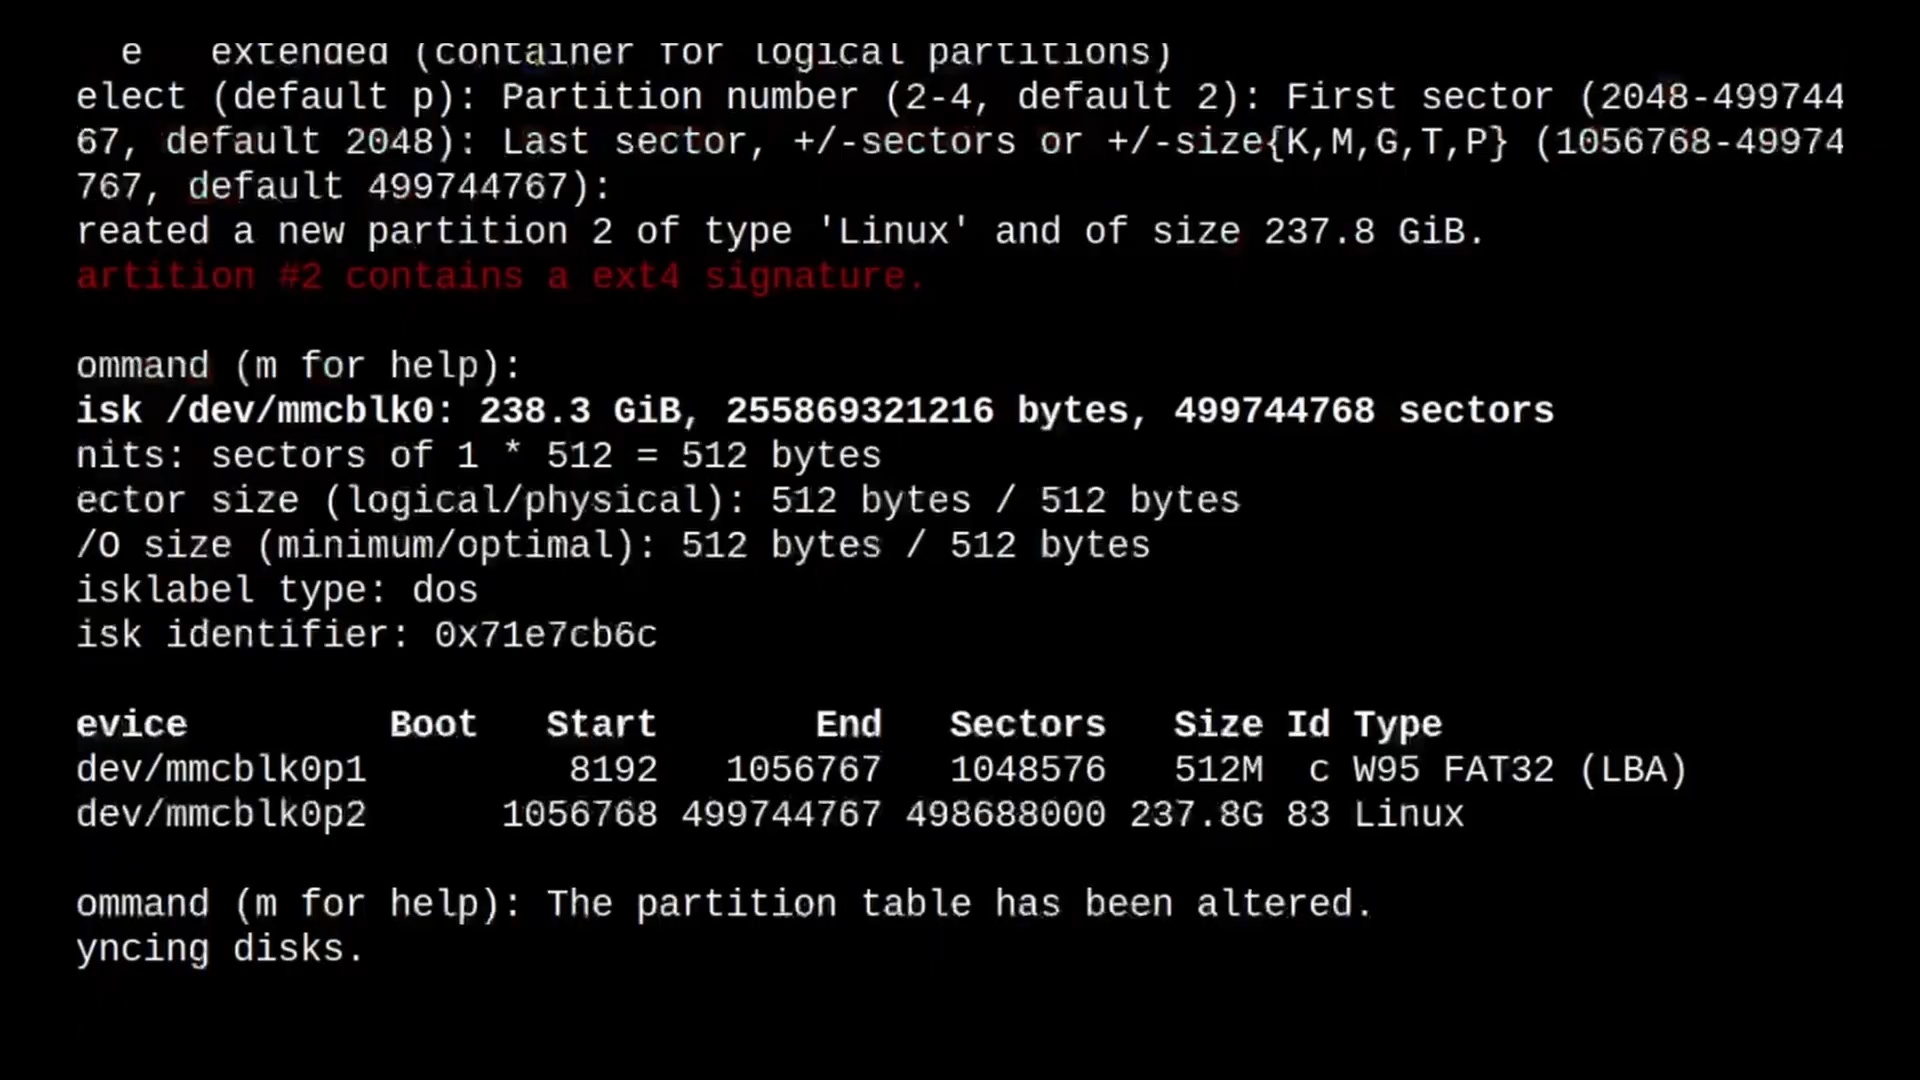 e   extended (container for logical partitions)
elect (default p): Partition number (2-4, default 2): First sector (2048-499744
67, default 2048): Last sector, +/-sectors or +/-size{K,M,G,T,P} (1056768-49974
767, default 499744767):
reated a new partition 2 of type 'Linux' and of size 237.8 GiB.
artition #2 contains a ext4 signature.
ommand (m for help):
isk /dev/mmcblk0: 238.3 GiB, 255869321216 bytes, 499744768 sectors
nits: sectors of 1 * 512 = 512 bytes
ector size (logical/physical): 512 bytes / 512 bytes
/O size (minimum/optimal): 512 bytes / 512 bytes
isklabel type: dos
isk identifier: 0x71e7cb6c
evice         Boot   Start       End   Sectors   Size Id Type
dev/mmcblk0p1         8192   1056767   1048576   512M  c W95 FAT32 (LBA)
dev/mmcblk0p2      1056768 499744767 498688000 237.8G 83 Linux
ommand (m for help): The partition table has been altered.
yncing disks.